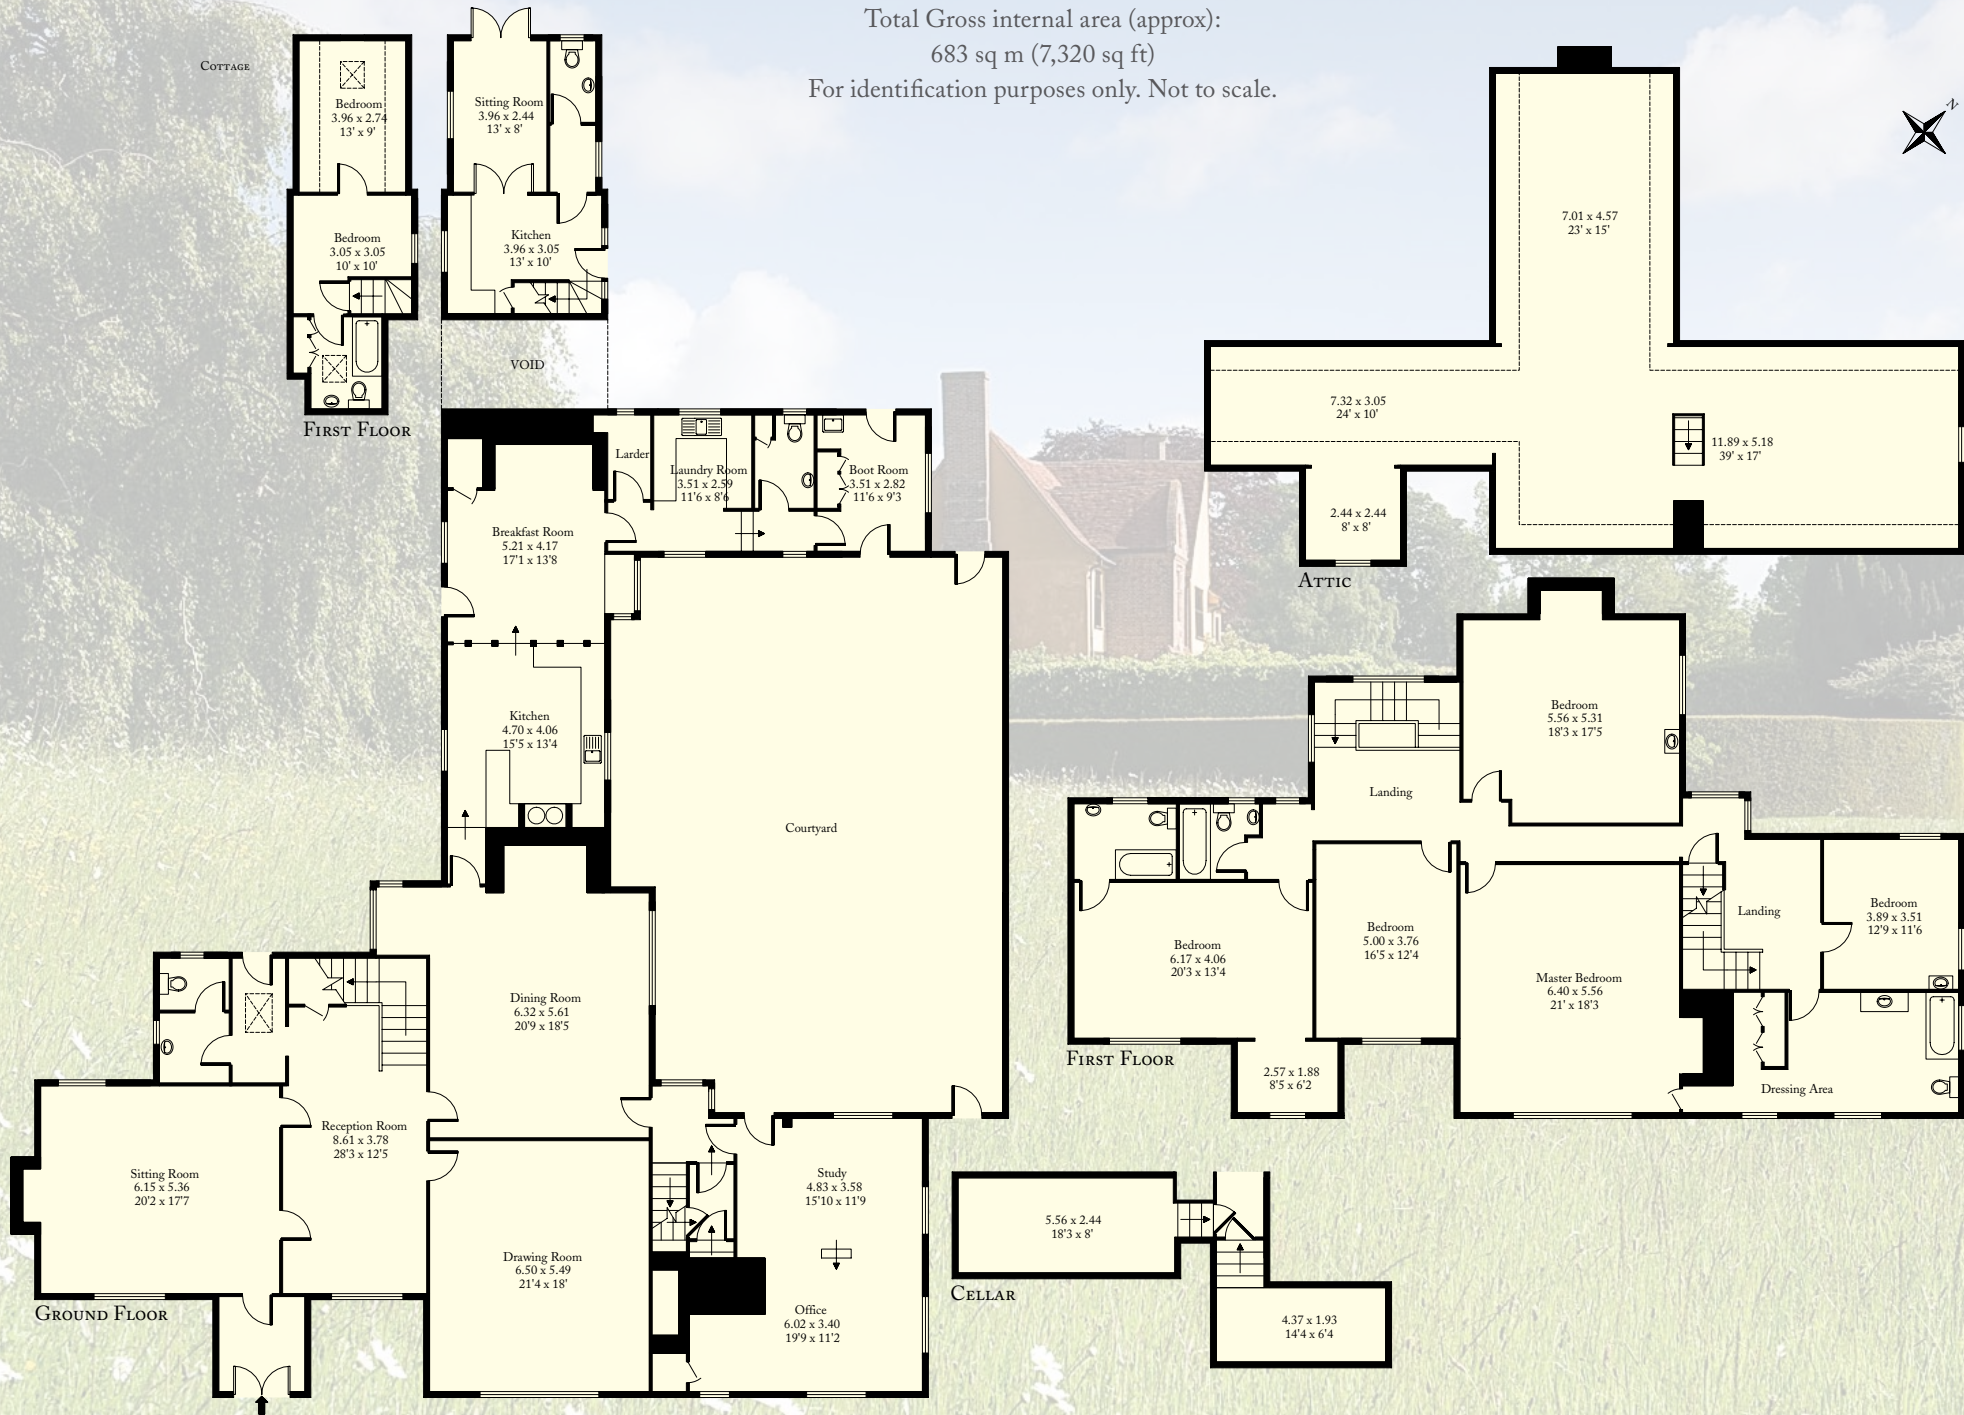 Total Gross internal area (approx):
683 sq m (7,320 sq ft)
For identification purposes only. Not to scale.
N
COTTAGE
Bedroom
3.96 x 2.74
13' x 9'
Bedroom
3.05 x 3.05
10' x 10'
FIRST FLOOR
Sitting Room
3.96 x 2.44
13' x 8'
Kitchen
3.96 x 3.05
13' x 10'
VOID
Larder
Laundry Room
3.51 x 2.59
11'6 x 8'6
Boot Room
3.51 x 2.82
11'6 x 9'3
Breakfast Room
5.21 x 4.17
17'1 x 13'8
Kitchen
4.70 x 4.06
15'5 x 13'4
Courtyard
Dining Room
6.32 x 5.61
20'9 x 18'5
Reception Room
8.61 x 3.78
28'3 x 12'5
Sitting Room
6.15 x 5.36
20'2 x 17'7
Drawing Room
6.50 x 5.49
21'4 x 18'
Study
4.83 x 3.58
15'10 x 11'9
Office
6.02 x 3.40
19'9 x 11'2
GROUND FLOOR
7.01 x 4.57
23' x 15'
7.32 x 3.05
24' x 10'
11.89 x 5.18
39' x 17'
2.44 x 2.44
8' x 8'
ATTIC
Bedroom
5.56 x 5.31
18'3 x 17'5
Landing
Bedroom
6.17 x 4.06
20'3 x 13'4
Bedroom
5.00 x 3.76
16'5 x 12'4
Master Bedroom
6.40 x 5.56
21' x 18'3
Landing
Bedroom
3.89 x 3.51
12'9 x 11'6
2.57 x 1.88
8'5 x 6'2
Dressing Area
FIRST FLOOR
5.56 x 2.44
18'3 x 8'
4.37 x 1.93
14'4 x 6'4
CELLAR